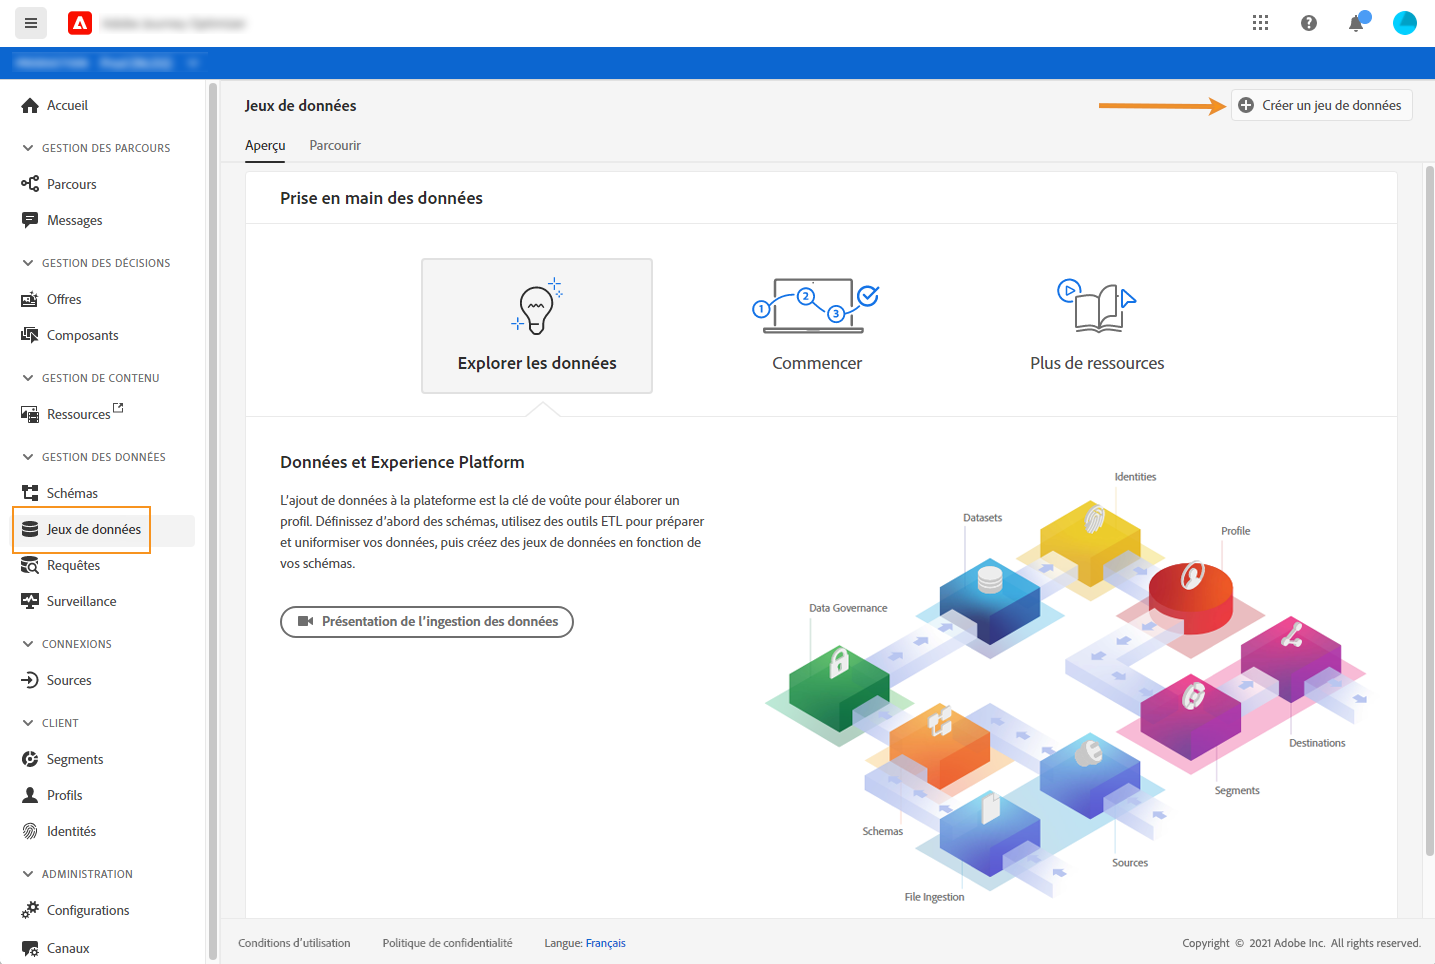 Jeux de données
Créer un jeu de données
Aperçu
Parcourir
Accueil
GESTION DES PARCOURS
Parcours
Messages
GESTION DES DÉCISIONS
Offres
Composants
GESTION DE CONTENU
Ressources
GESTION DES DONNÉES
Schémas
Jeux de données
Requêtes
Surveillance
CONNEXIONS
Sources
CLIENT
Segments
Profils
Identités
ADMINISTRATION
Configurations
Canaux
Prise en main des données
Explorer les données
1
2
3
Commencer
Plus de ressources
Données et Experience Platform
L'ajout de données à la plateforme est la clé de voûte pour élaborer un
profil. Définissez d'abord des schémas, utilisez des outils ETL pour préparer
et uniformiser vos données, puis créez des jeux de données en fonction de
vos schémas.
Présentation de l'ingestion des données
Identities
Datasets
Profile
Data Governance
Destinations
Segments
Schemas
Sources
File Ingestion
Conditions d'utilisation
Politique de confidentialité
Langue: Français
Copyright © 2021 Adobe Inc. All rights reserved.